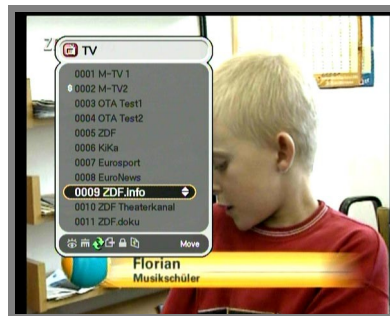 ZDF
TV
0001 M-TV 1
0002 M-TV2
0003 OTA Test1
0004 OTA Test2
0005 ZDF
0006 KiKa
0007 Eurosport
0008 EuroNews
0009 ZDF.info
0010 ZDF Theaterkanal
0011 ZDF.doku
Move
Florian
Musikschüler